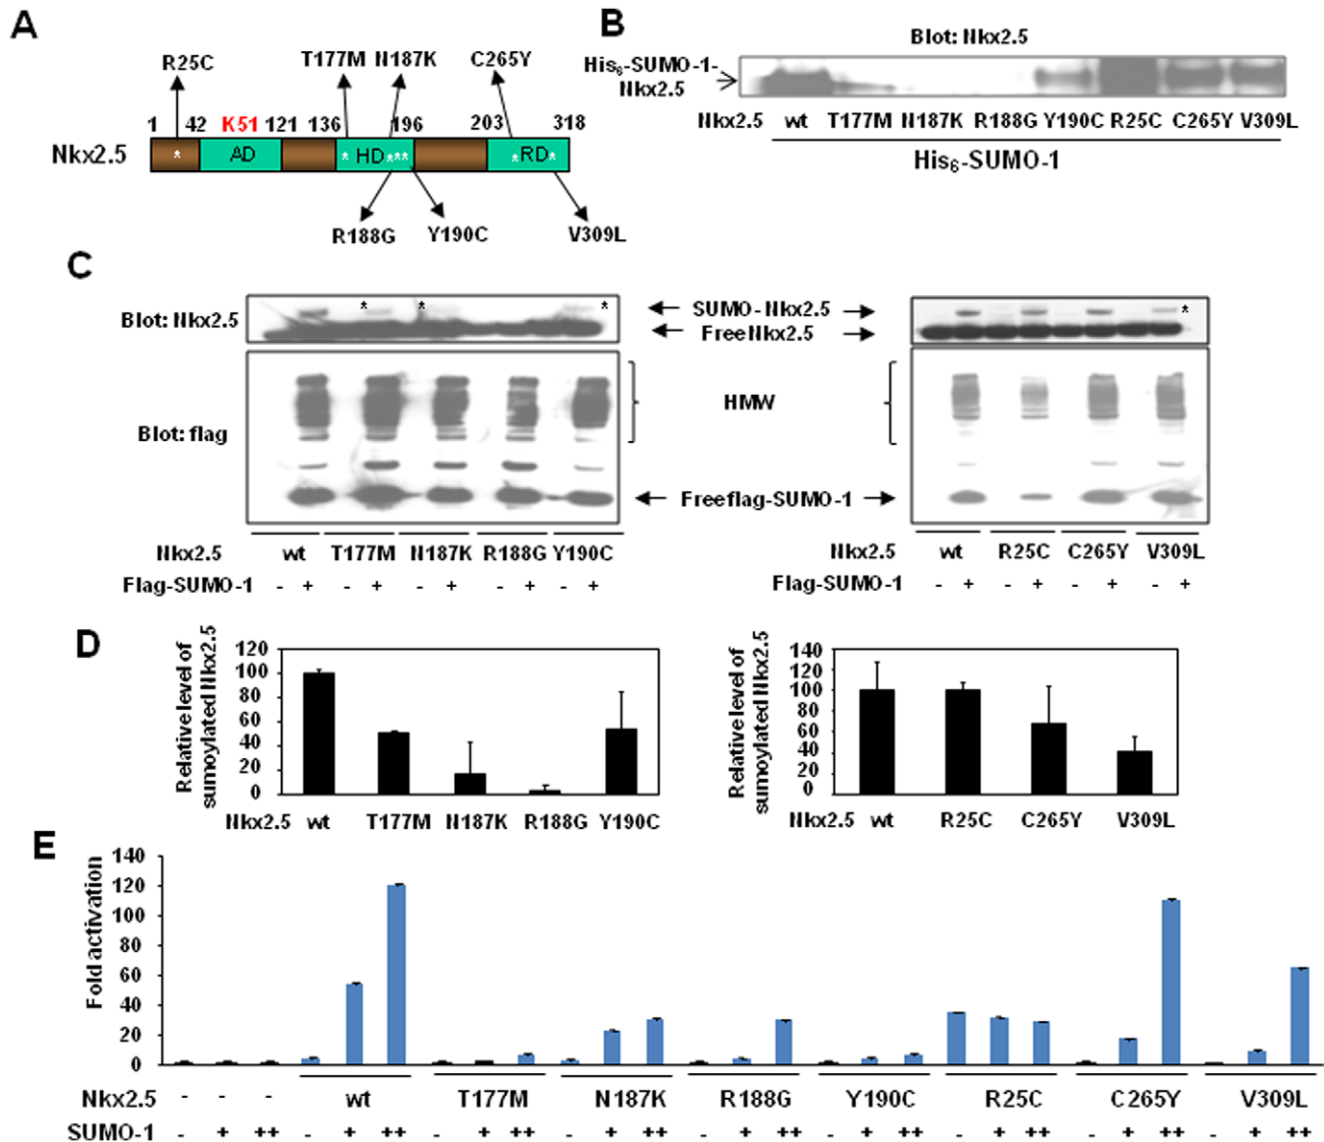 A
R25C
T177M N187K
C265Y
1 42 K51 121 136 196 203 318
Nkx2.5
* AD * HD *** * RD *
R188G Y190C V309L
B
Blot: Nkx2.5
His6-SUMO-1-
Nkx2.5
Nkx2.5 wt T177M N187K R188G Y190C R25C C265Y V309L
His6-SUMO-1
C
Blot: Nkx2.5
* * *
SUMO-Nkx2.5
*
Free Nkx2.5
Blot: flag
HMW
Free flag-SUMO-1
Nkx2.5 wt T177M N187K R188G Y190C
Flag-SUMO-1 - + - + - + - + - +
Nkx2.5 wt R25C C265Y V309L
Flag-SUMO-1 - + - + - + - +
D
Relative level of
sumoylated Nkx2.5
120
100
80
60
40
20
0
Nkx2.5 wt T177M N187K R188G Y190C
Relative level of
sumoylated Nkx2.5
140
120
100
80
60
40
20
0
Nkx2.5 wt R25C C265Y V309L
E
Fold activation
140
120
100
80
60
40
20
0
Nkx2.5 - - - wt T177M N187K R188G Y190C R25C C265Y V309L
SUMO-1 - + ++ - + ++ - + ++ - + ++ - + ++ - + ++ - + ++ - + ++ - + ++